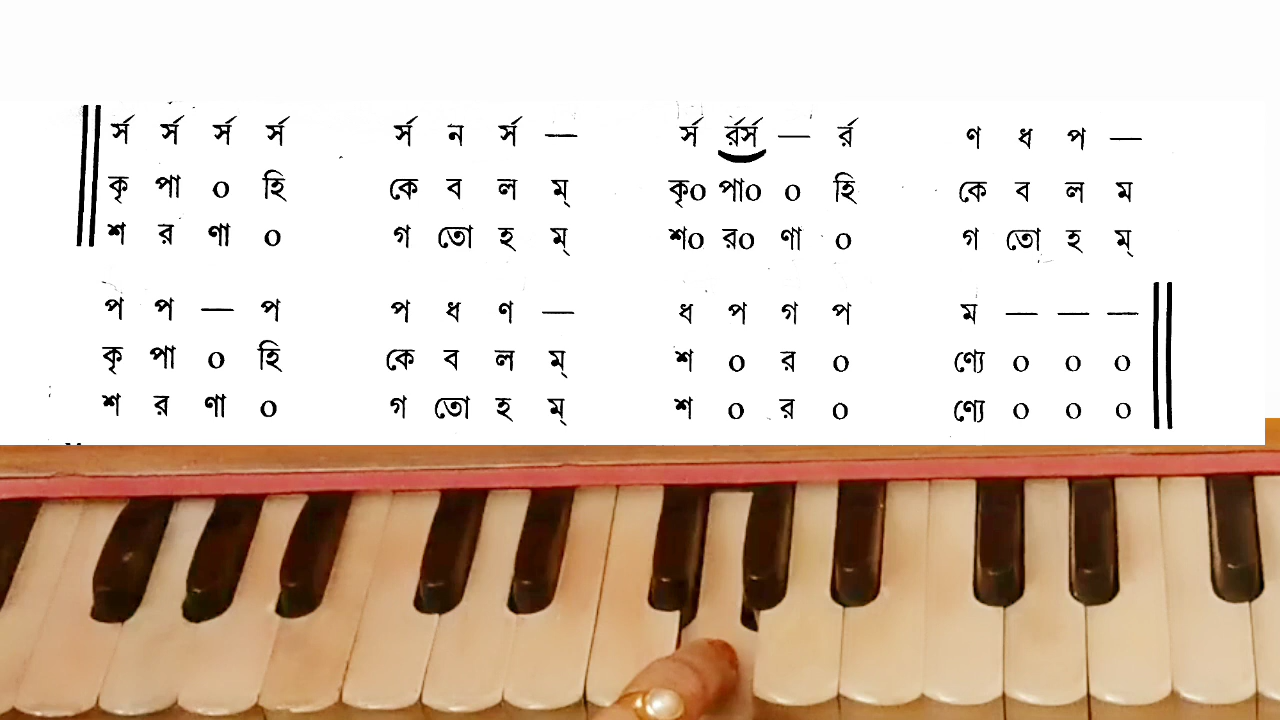 র্স র্স র্স র্স র্স ন র্স — র্স র্রর্স — র্র ণ ধ প —
কৃ পা ০ হি কে ব ল ম্ কৃ০ পা০ ০ হি কে ব ল ম
শ র ণা ০ গ তো হ ম্ শ০ র০ ণা ০ গ তো হ ম্
প প — প প ধ ণ — ধ প গ প ম — — —
কৃ পা ০ হি কে ব ল ম্ শ ০ র ০ ণ্যে ০ ০ ০
শ র ণা ০ গ তো হ ম্ শ ০ র ০ ণ্যে ০ ০ ০